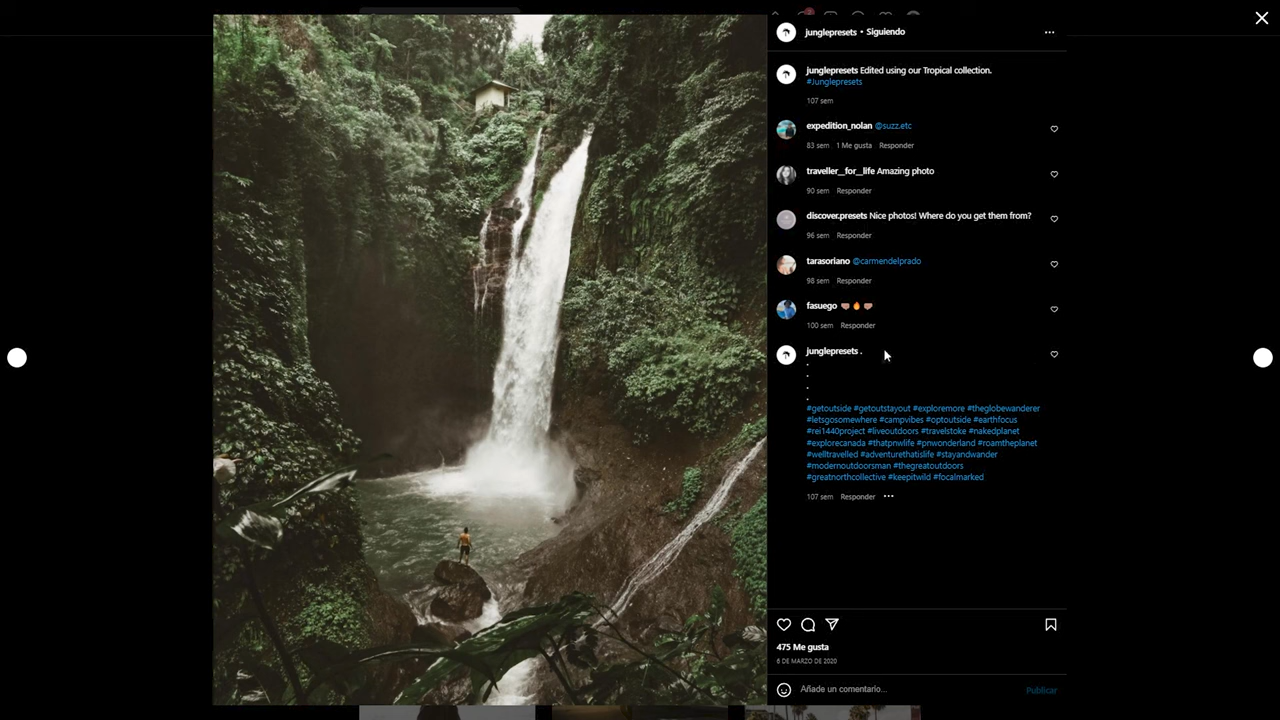 junglepresets • Siguiendo
junglepresets Edited using our Tropical collection.
#Junglepresets
107 sem
expedition_nolan @suzz.etc
83 sem 1 Me gusta Responder
traveller__for__life Amazing photo
90 sem Responder
discover.presets Nice photos! Where do you get them from?
96 sem Responder
tarasoriano @carmendelprado
98 sem Responder
fasuego 🤜🏼🔥🤛🏼
100 sem Responder
junglepresets .
.
.
.
.
#getoutside #getoutstayout #exploremore #theglobewanderer
#letsgosomewhere #campvibes #optoutside #earthfocus
#rei1440project #liveoutdoors #travelstoke #nakedplanet
#explorecanada #thatpnwlife #pnwonderland #roamtheplanet
#welltravelled #adventurethatislife #stayandwander
#modernoutdoorsman #thegreatoutdoors
#greatnorthcollective #keepitwild #focalmarked
107 sem Responder
475 Me gusta
6 DE MARZO DE 2020
Añade un comentario...
Publicar